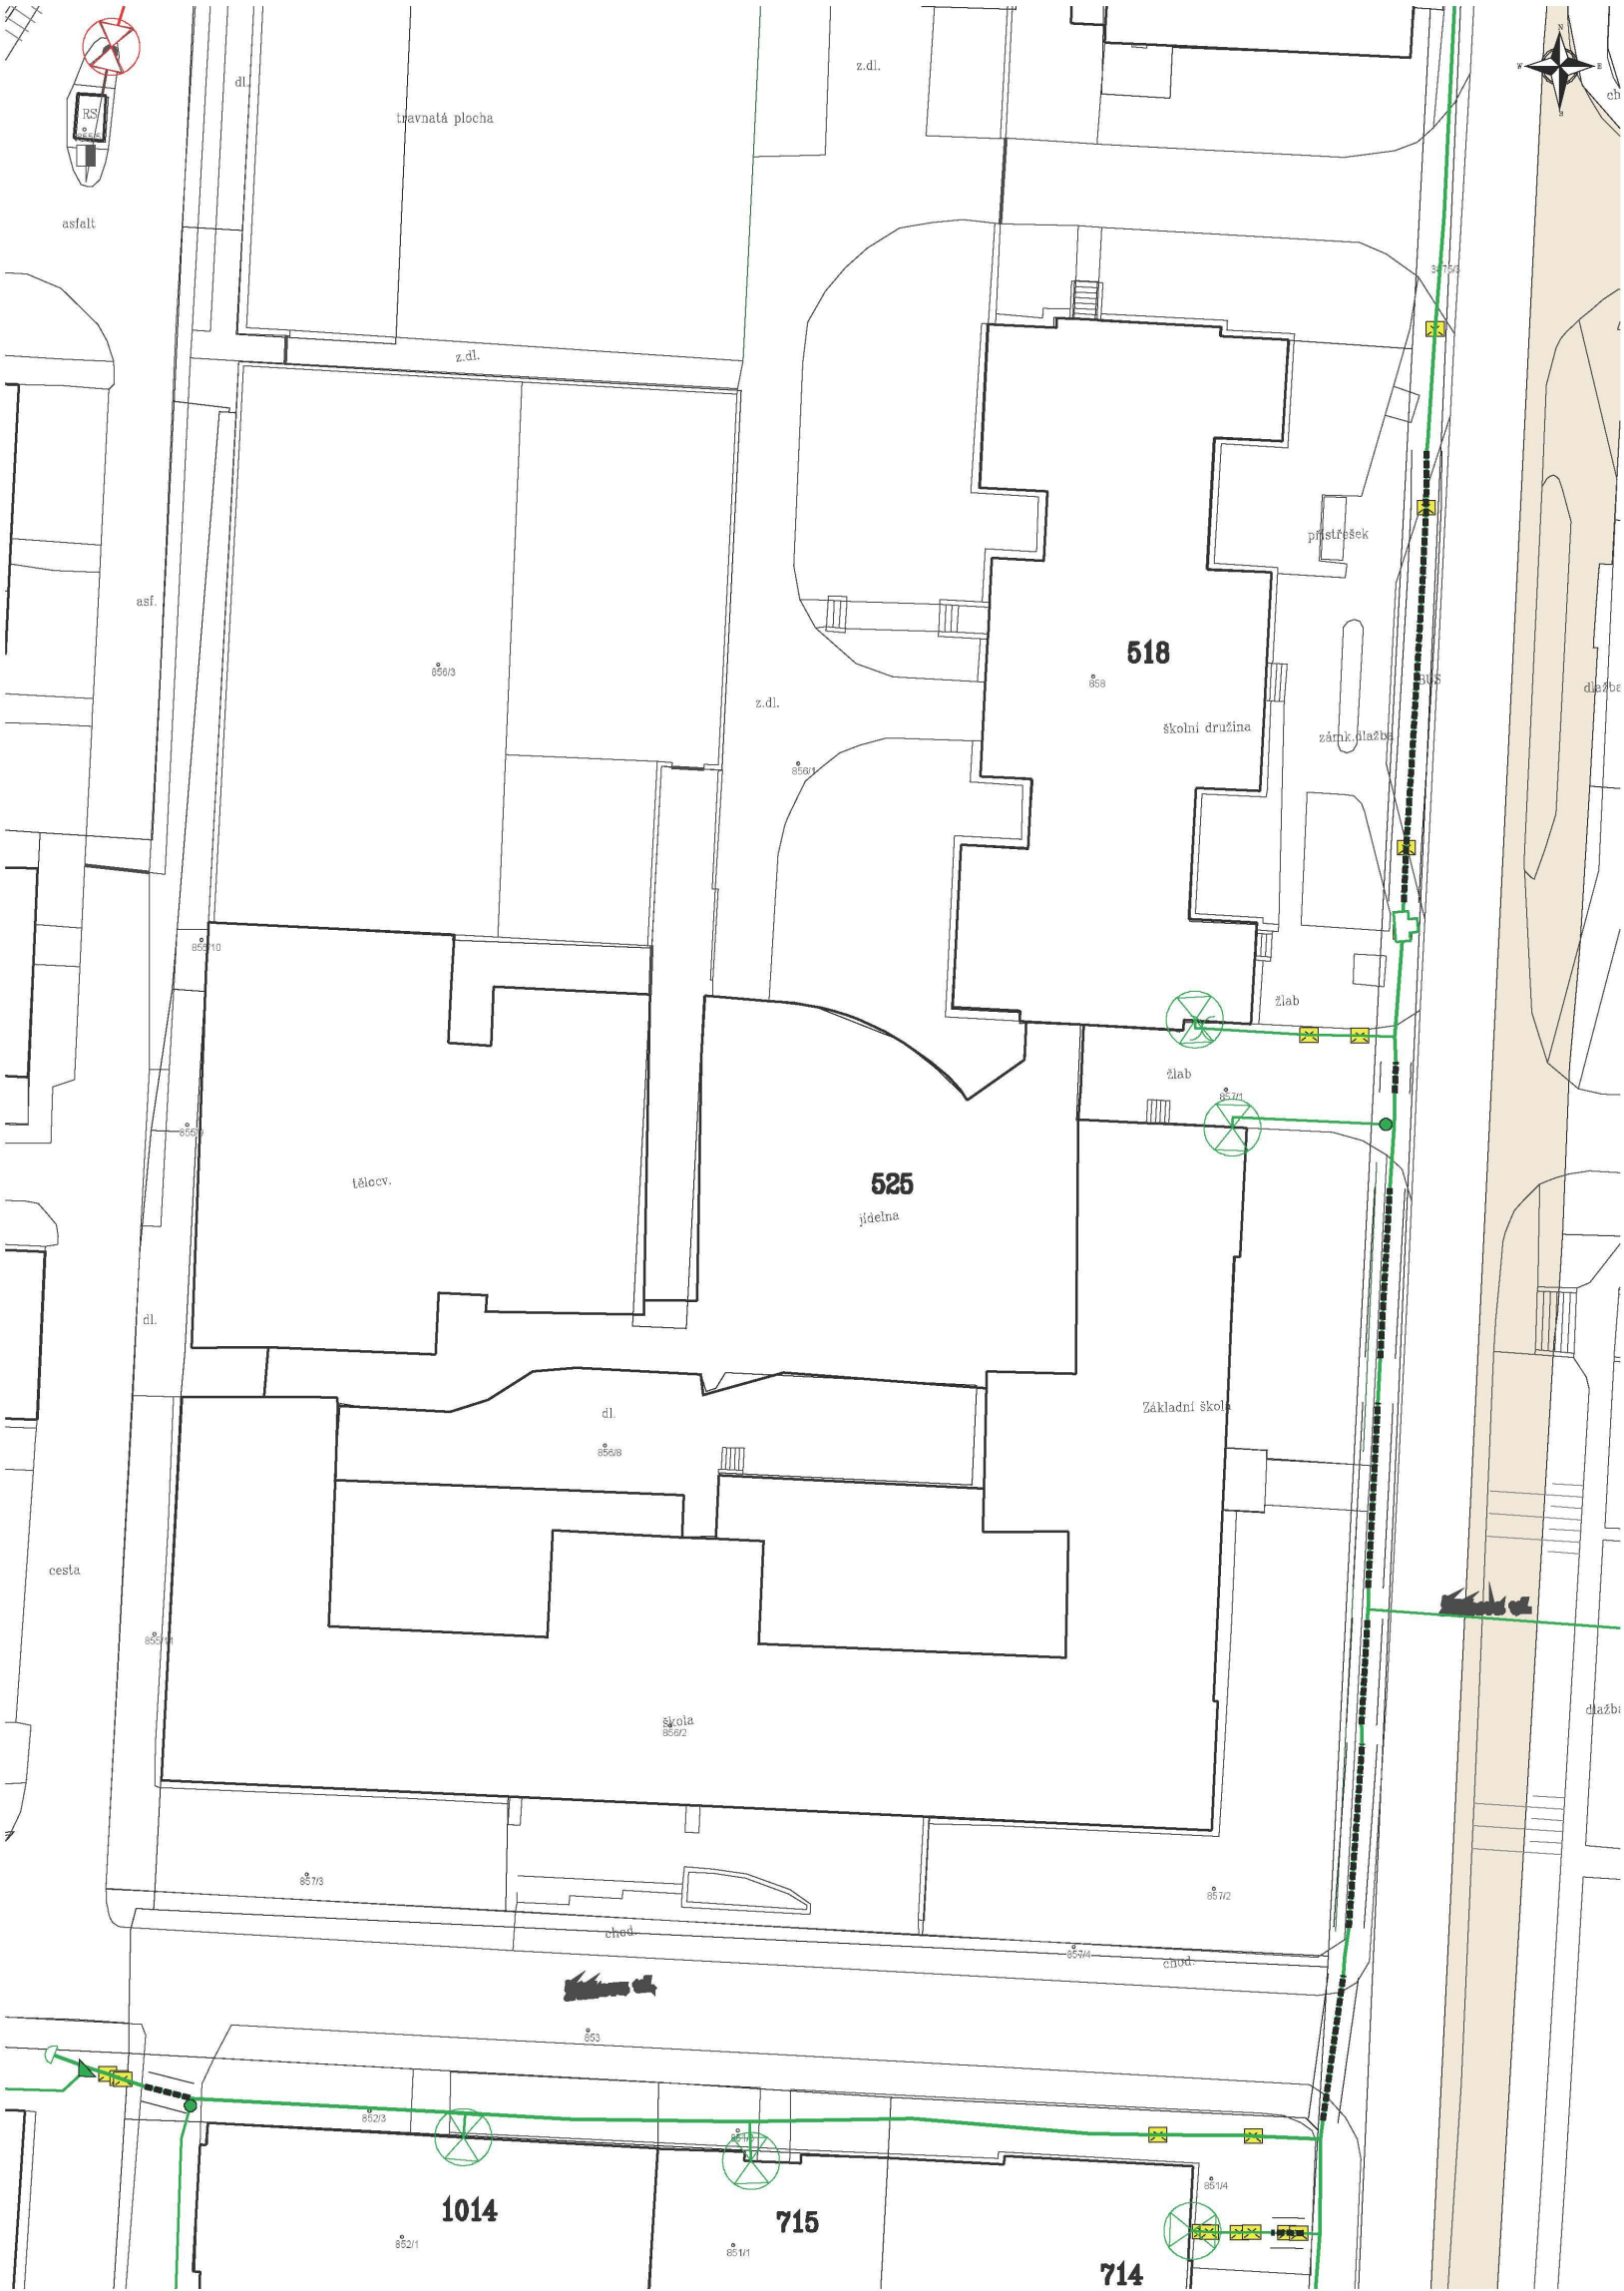 N
W
E
z.dl.
dl.
ch
RS
travnatá plocha
asfalt
z.dl.
přístřešek
asf.
518
856/3
858
BUS
dlažba
z.dl.
školní družina
zámk.dlažba
856/1
855/10
žlab
žlab
857/1
855/9
tělocv.
525
jídelna
dl.
Základní škola
dl.
856/8
cesta
855/11
škola
856/2
dlažba
857/3
857/2
chod.
857/4
chod.
853
852/3
851/4
1014
715
852/1
851/1
714